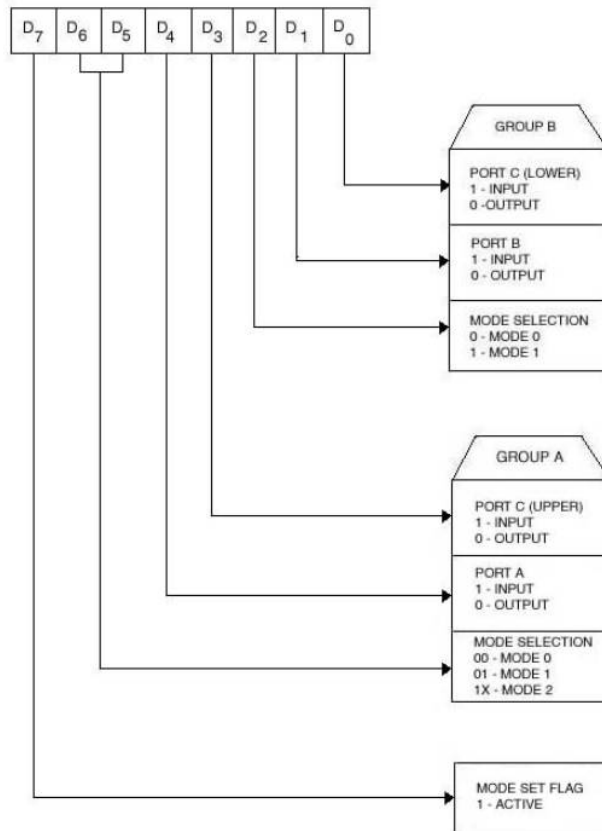 D7 D6 D5 D4 D3 D2 D1 D0
GROUP B
PORT C (LOWER)
1 - INPUT
0 -OUTPUT
PORT B
1 - INPUT
0 - OUTPUT
MODE SELECTION
0 - MODE 0
1 - MODE 1
GROUP A
PORT C (UPPER)
1 - INPUT
0 - OUTPUT
PORT A
1 - INPUT
0 - OUTPUT
MODE SELECTION
00 - MODE 0
01 - MODE 1
1X - MODE 2
MODE SET FLAG
1 - ACTIVE